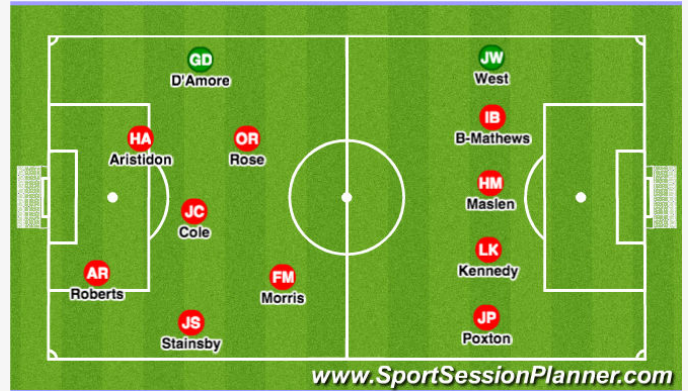 GD
D'Amore
JW
West
IB
B-Mathews
HA
Aristidon
OR
Rose
HM
Maslen
JC
Cole
LK
Kennedy
AR
Roberts
FM
Morris
JS
Stainsby
JP
Poxton
www.SportSessionPlanner.com